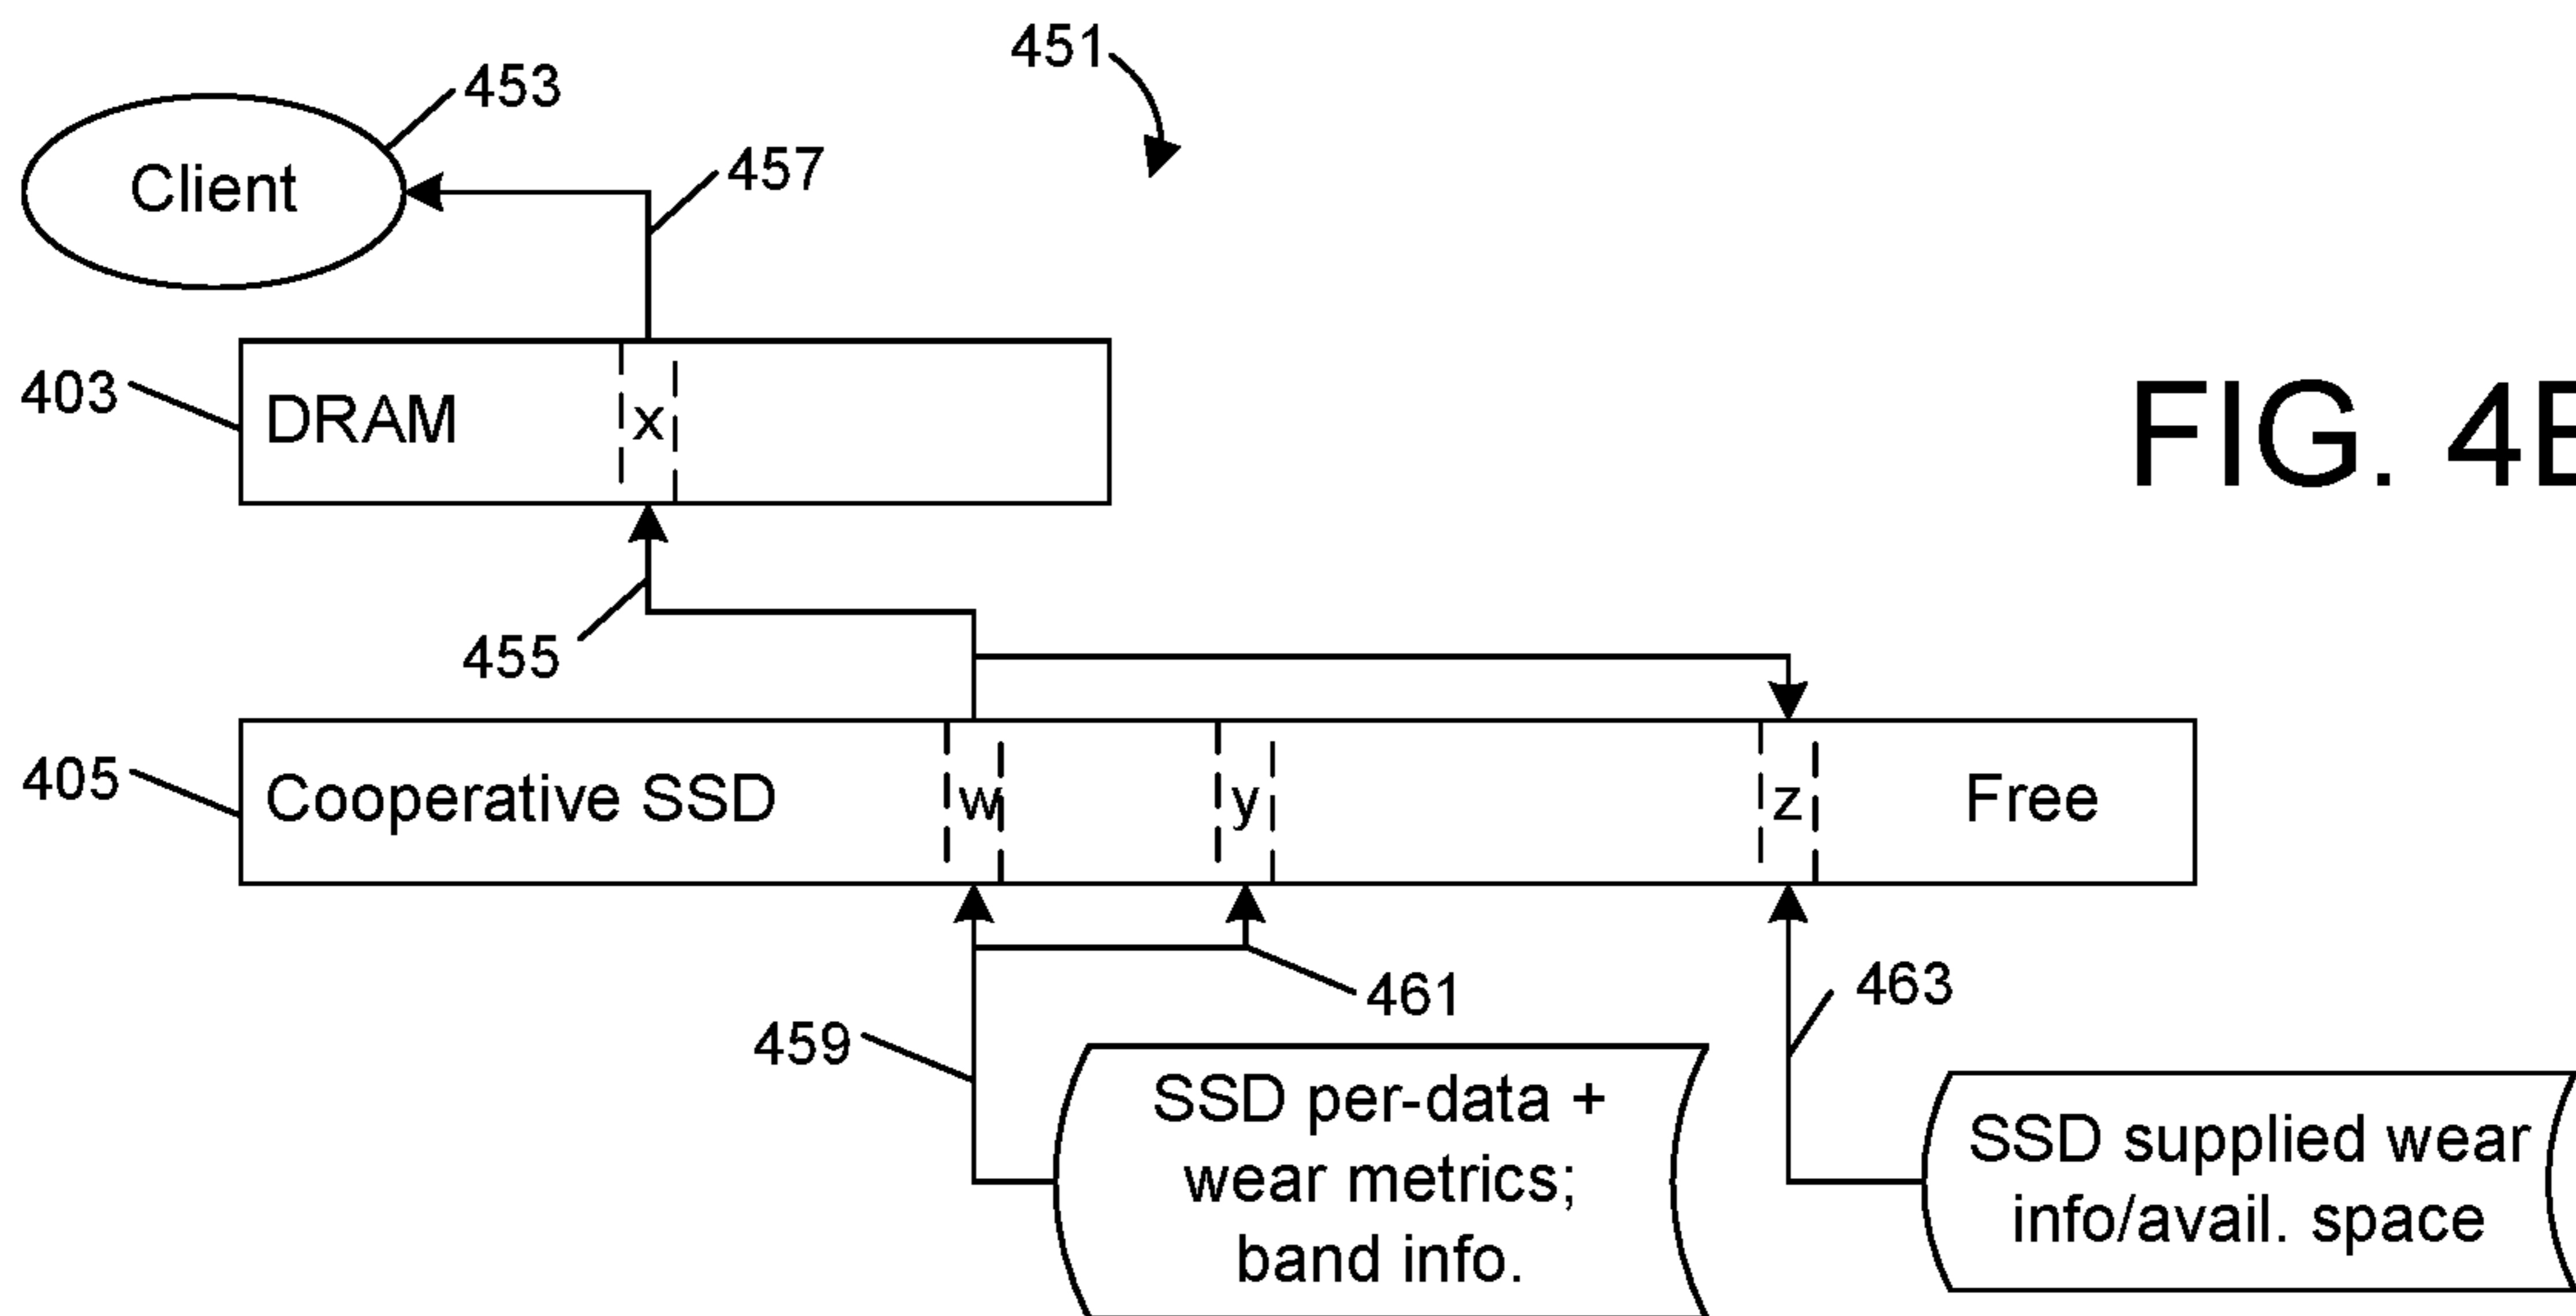 451
453
Client
457
403
DRAM
x
FIG. 4
455
405
Cooperative SSD
w
y
z
Free
461
463
459
SSD per-data +
wear metrics;
band info.
SSD supplied wear
info/avail. space